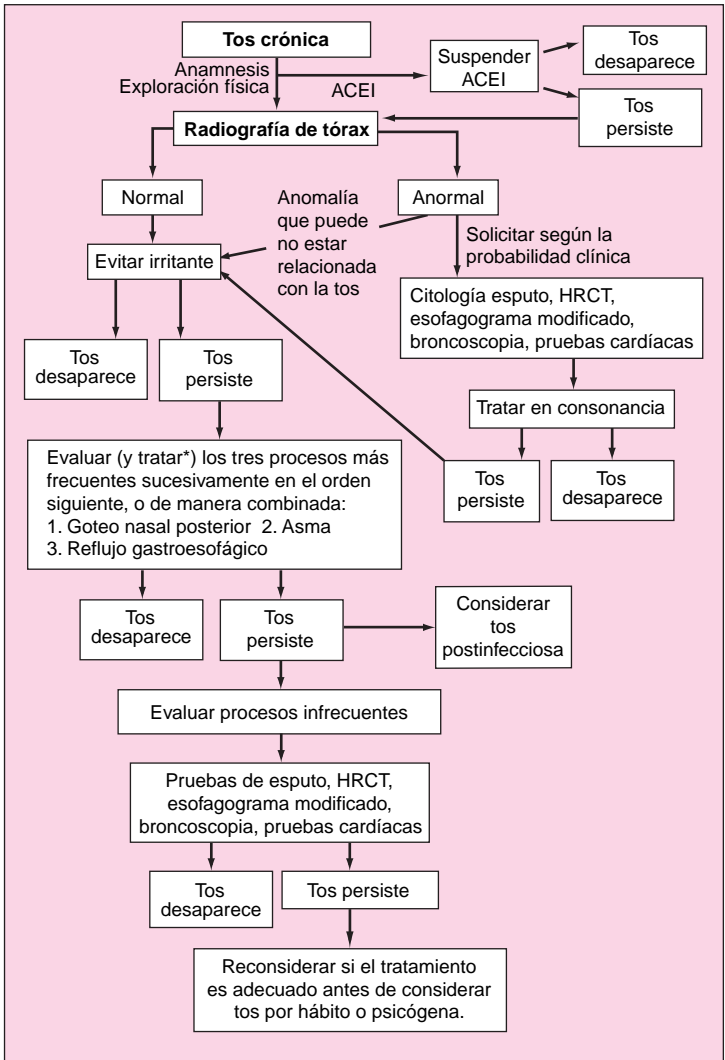 Tos crónica
Anamnesis
Exploración física
ACEI
Suspender
ACEI
Tos
desaparece
Tos
persiste
Radiografía de tórax
Normal
Anormal
Anomalía
que puede
no estar
relacionada
con la tos
Solicitar según la
probabilidad clínica
Evitar irritante
Citología esputo, HRCT,
esofagograma modificado,
broncoscopia, pruebas cardíacas
Tos
desaparece
Tos
persiste
Tratar en consonancia
Tos
persiste
Tos
desaparece
Evaluar (y tratar*) los tres procesos más
frecuentes sucesivamente en el orden
siguiente, o de manera combinada:
1. Goteo nasal posterior 2. Asma
3. Reflujo gastroesofágico
Tos
desaparece
Tos
persiste
Considerar
tos
postinfecciosa
Evaluar procesos infrecuentes
Pruebas de esputo, HRCT,
esofagograma modificado,
broncoscopia, pruebas cardíacas
Tos
desaparece
Tos persiste
Reconsiderar si el tratamiento
es adecuado antes de considerar
tos por hábito o psicógena.